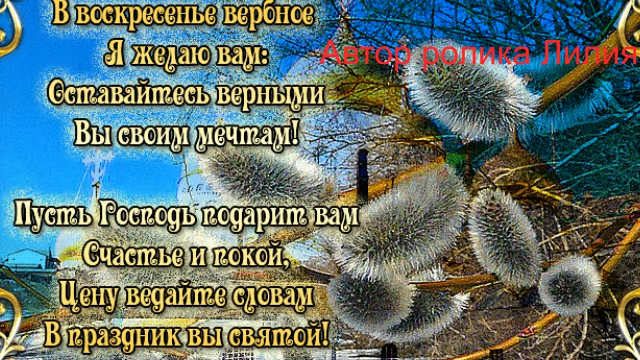 В воскресенье вербное
Я желаю вам:
Оставайтесь верными
Вы своим мечтам!
Пусть Господь подарит вам
Счастье и покой,
Цену ведайте словам
В праздник вы святой!
Автор ролика Лилия